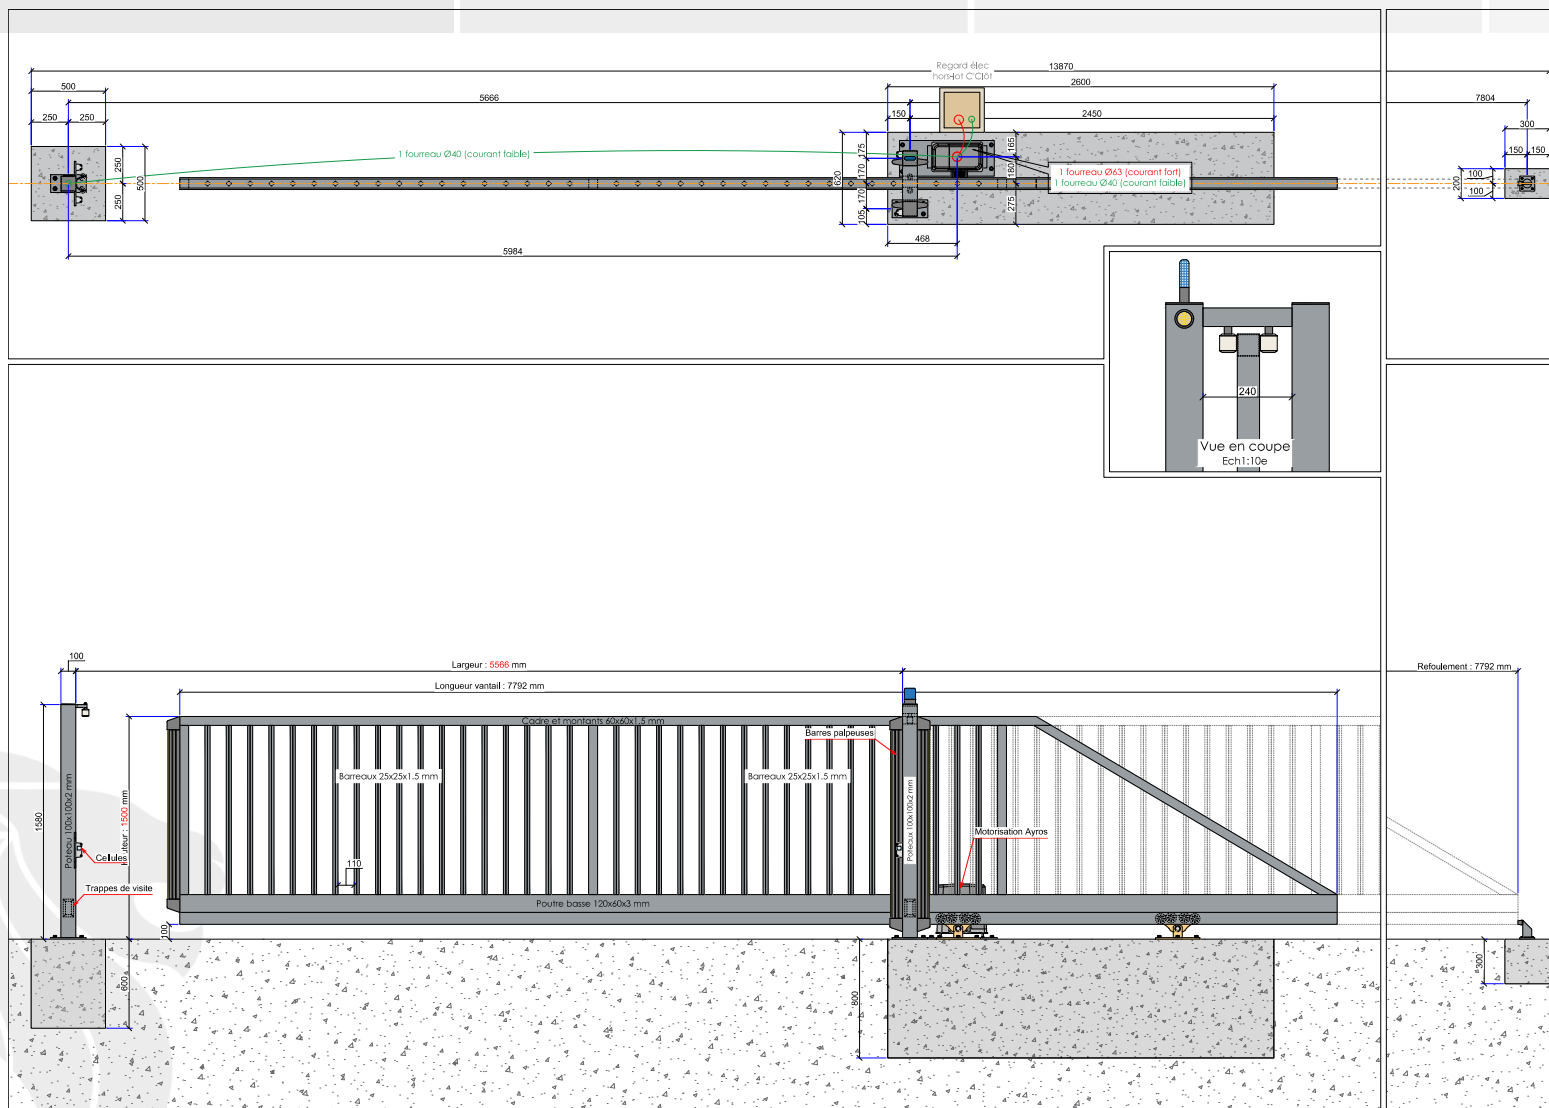 Regard élec
hors-lot C'Clôt
13870
500
2600
5666
7804
250
250
150
2450
300
150
150
1 fourreau Ø40 (courant faible)
175
165
250
500
250
620
170
170
105
180
275
1 fourreau Ø63 (courant fort)
1 fourreau Ø40 (courant faible)
200
100
100
468
5984
240
Vue en coupe
Ech1:10e
100
Largeur : 5566 mm
Refoulement : 7792 mm
Longueur vantail : 7792 mm
Cadre et montants 60x60x1,5 mm
Barres palpeuses
Barreaux 25x25x1.5 mm
Barreaux 25x25x1.5 mm
1580
Poteau 100x100x2 mm
uteur : 1500 mm
Poteaux 100x100x2 mm
Motorisation Ayros
Cellules
110
Trappes de visite
Poutre basse 120x60x3 mm
100
600
800
300